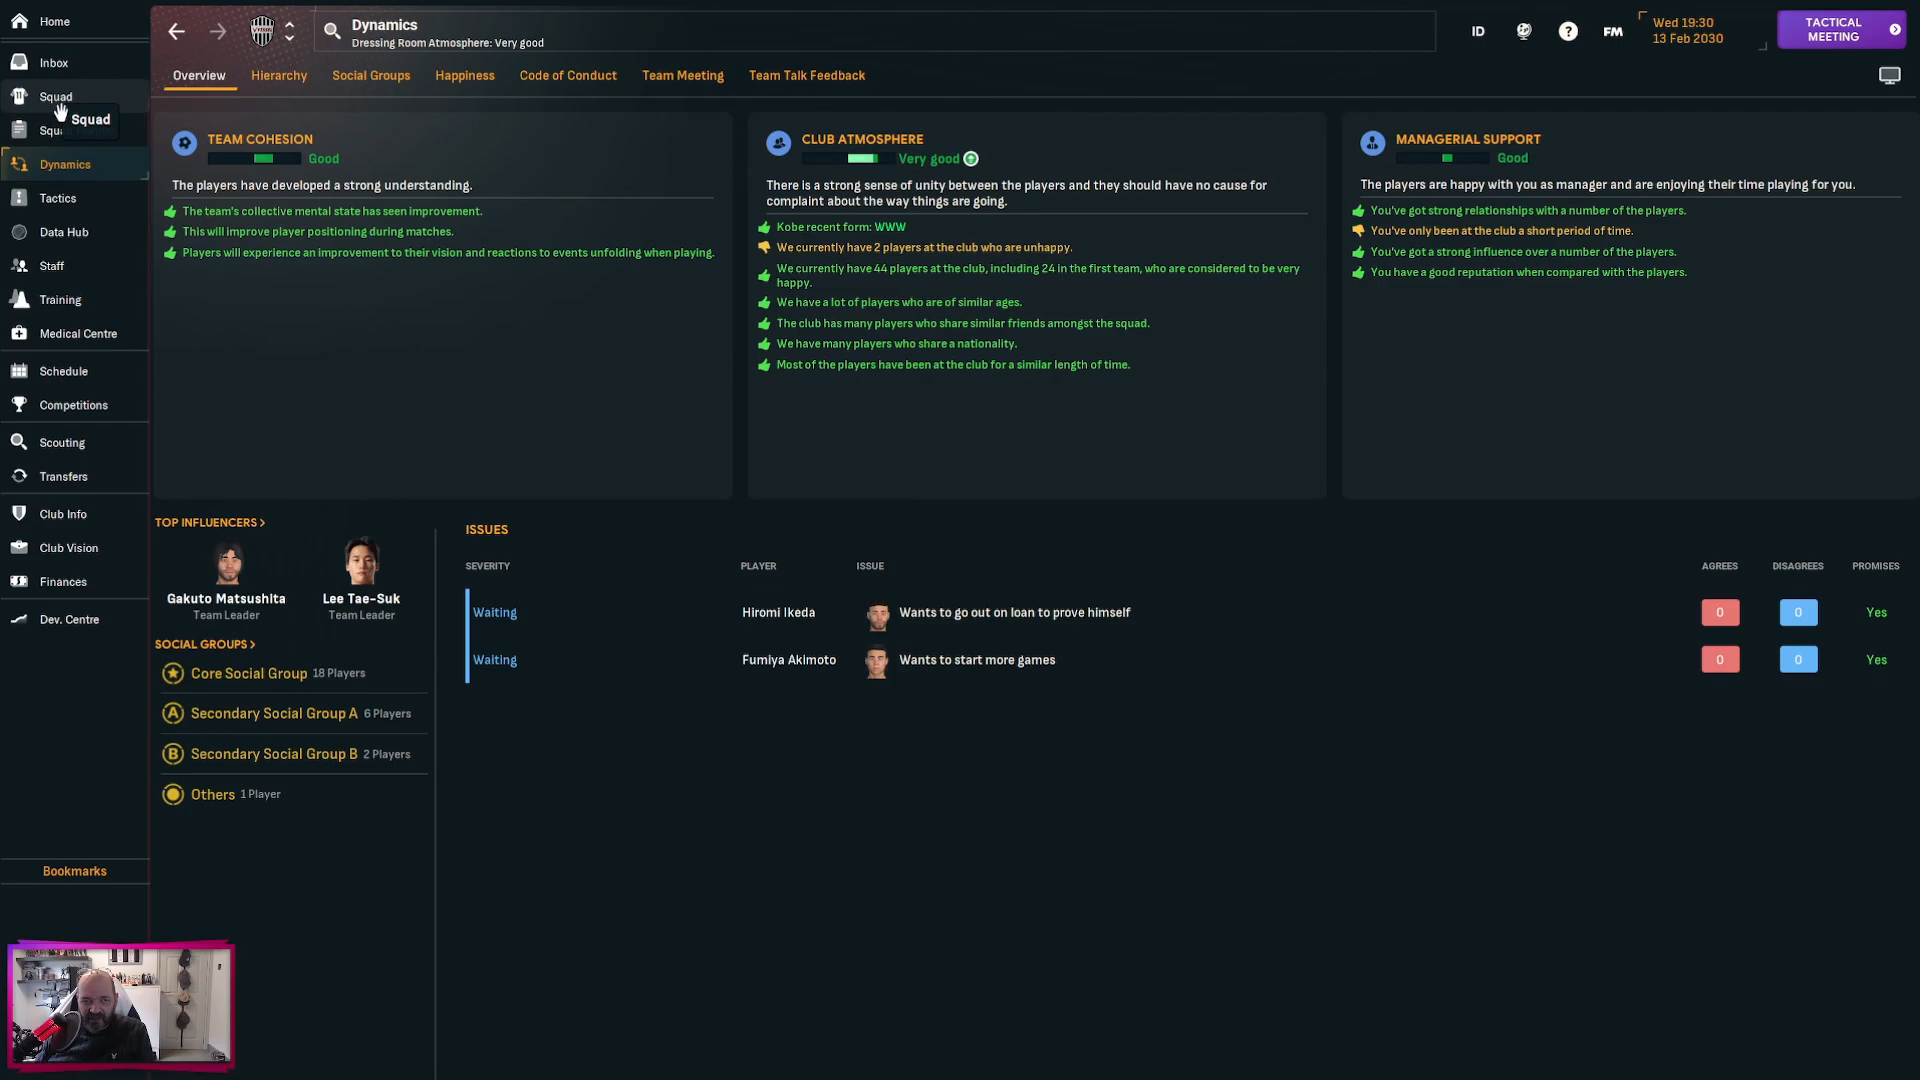 Home
Inbox
Squad
Squad
Squ
Dynamics
Tactics
Data Hub
Staff
Training
Medical Centre
Schedule
Competitions
Scouting
Transfers
Club Info
Club Vision
Finances
Dev. Centre
Bookmarks
Dynamics
Dressing Room Atmosphere: Very good
ID
?
FM
Wed 19:30
13 Feb 2030
TACTICAL
MEETING
Overview
Hierarchy
Social Groups
Happiness
Code of Conduct
Team Meeting
Team Talk Feedback
TEAM COHESION
Good
The players have developed a strong understanding.
The team's collective mental state has seen improvement.
This will improve player positioning during matches.
Players will experience an improvement to their vision and reactions to events unfolding when playing.
CLUB ATMOSPHERE
Very good
There is a strong sense of unity between the players and they should have no cause for
complaint about the way things are going.
Kobe recent form: WWW
We currently have 2 players at the club who are unhappy.
We currently have 44 players at the club, including 24 in the first team, who are considered to be very
happy.
We have a lot of players who are of similar ages.
The club has many players who share similar friends amongst the squad.
We have many players who share a nationality.
Most of the players have been at the club for a similar length of time.
MANAGERIAL SUPPORT
Good
The players are happy with you as manager and are enjoying their time playing for you.
You've got strong relationships with a number of the players.
You've only been at the club a short period of time.
You've got a strong influence over a number of the players.
You have a good reputation when compared with the players.
TOP INFLUENCERS >
Gakuto Matsushita
Team Leader
Lee Tae-Suk
Team Leader
SOCIAL GROUPS >
Core Social Group 18 Players
A Secondary Social Group A 6 Players
B Secondary Social Group B 2 Players
Others 1 Player
ISSUES
SEVERITY PLAYER ISSUE AGREES DISAGREES PROMISES
Waiting Hiromi Ikeda Wants to go out on loan to prove himself 0 0 Yes
Waiting Fumiya Akimoto Wants to start more games 0 0 Yes